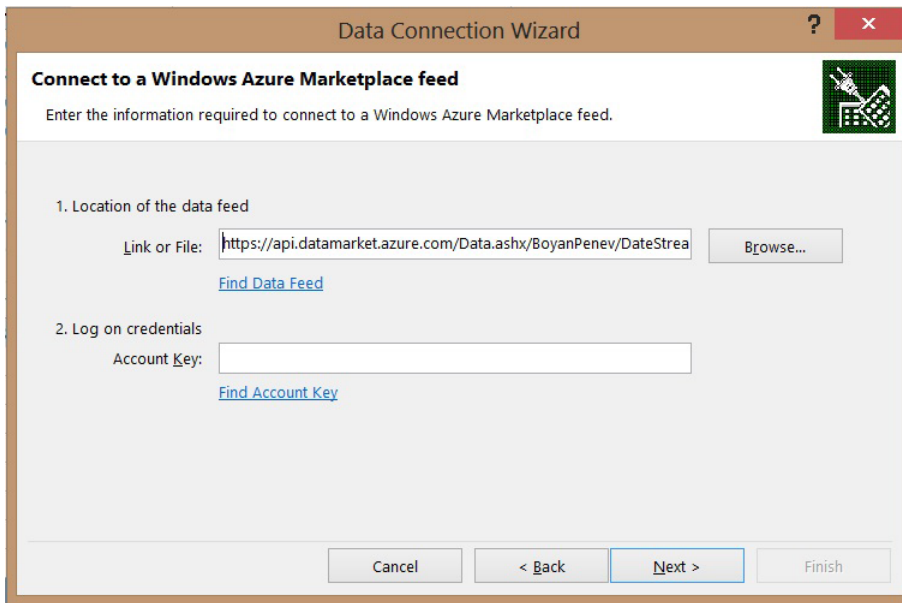 Data Connection Wizard
?
Connect to a Windows Azure Marketplace feed
Enter the information required to connect to a Windows Azure Marketplace feed.
1. Location of the data feed
Link or File: https://api.datamarket.azure.com/Data.ashx/BoyanPenev/DateStrea Browse...
Find Data Feed
2. Log on credentials
Account Key:
Find Account Key
Cancel < Back Next > Finish